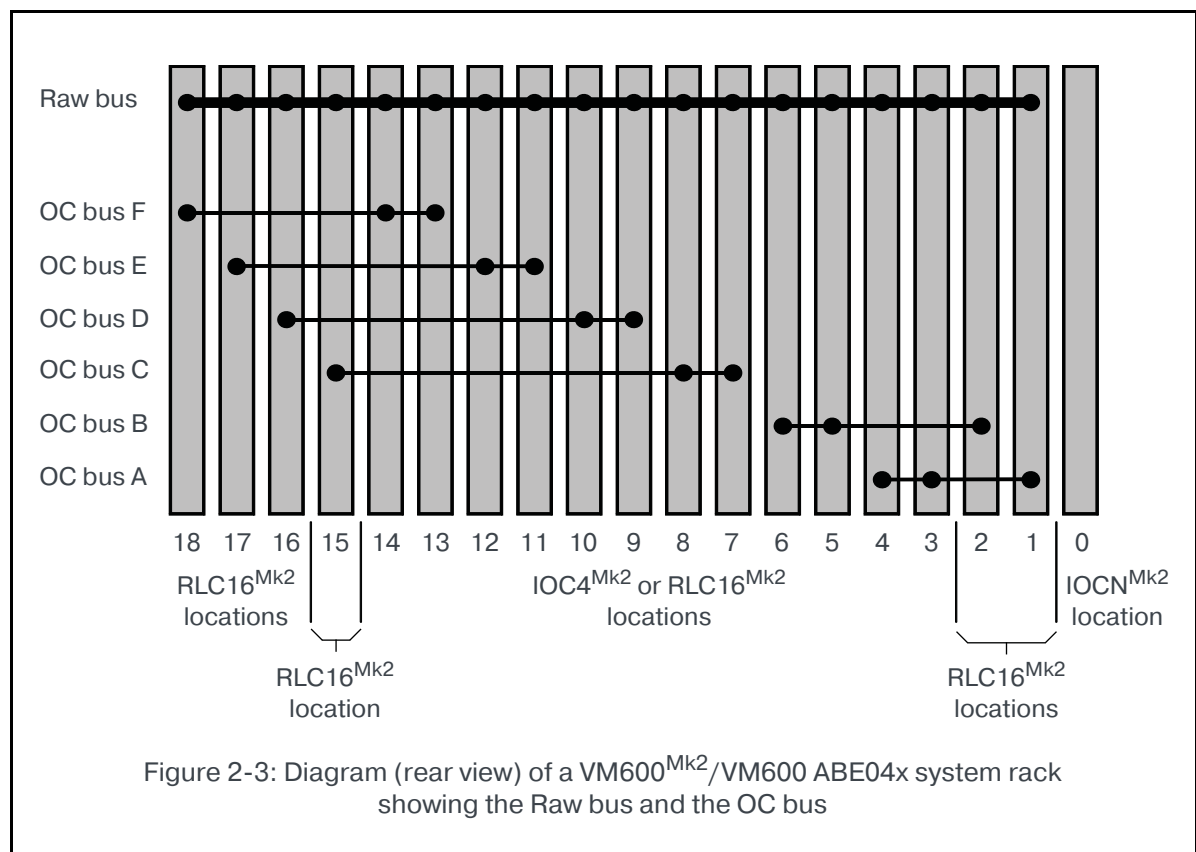 Raw bus
OC bus F
OC bus E
OC bus D
OC bus C
OC bus B
OC bus A
18 17 16 15 14 13 12 11 10 9 8 7 6 5 4 3 2 1 0
RLC16Mk2
locations
IOC4Mk2 or RLC16Mk2
locations
IOCNMk2
location
RLC16Mk2
location
RLC16Mk2
locations
Figure 2-3: Diagram (rear view) of a VM600Mk2/VM600 ABE04x system rack
showing the Raw bus and the OC bus